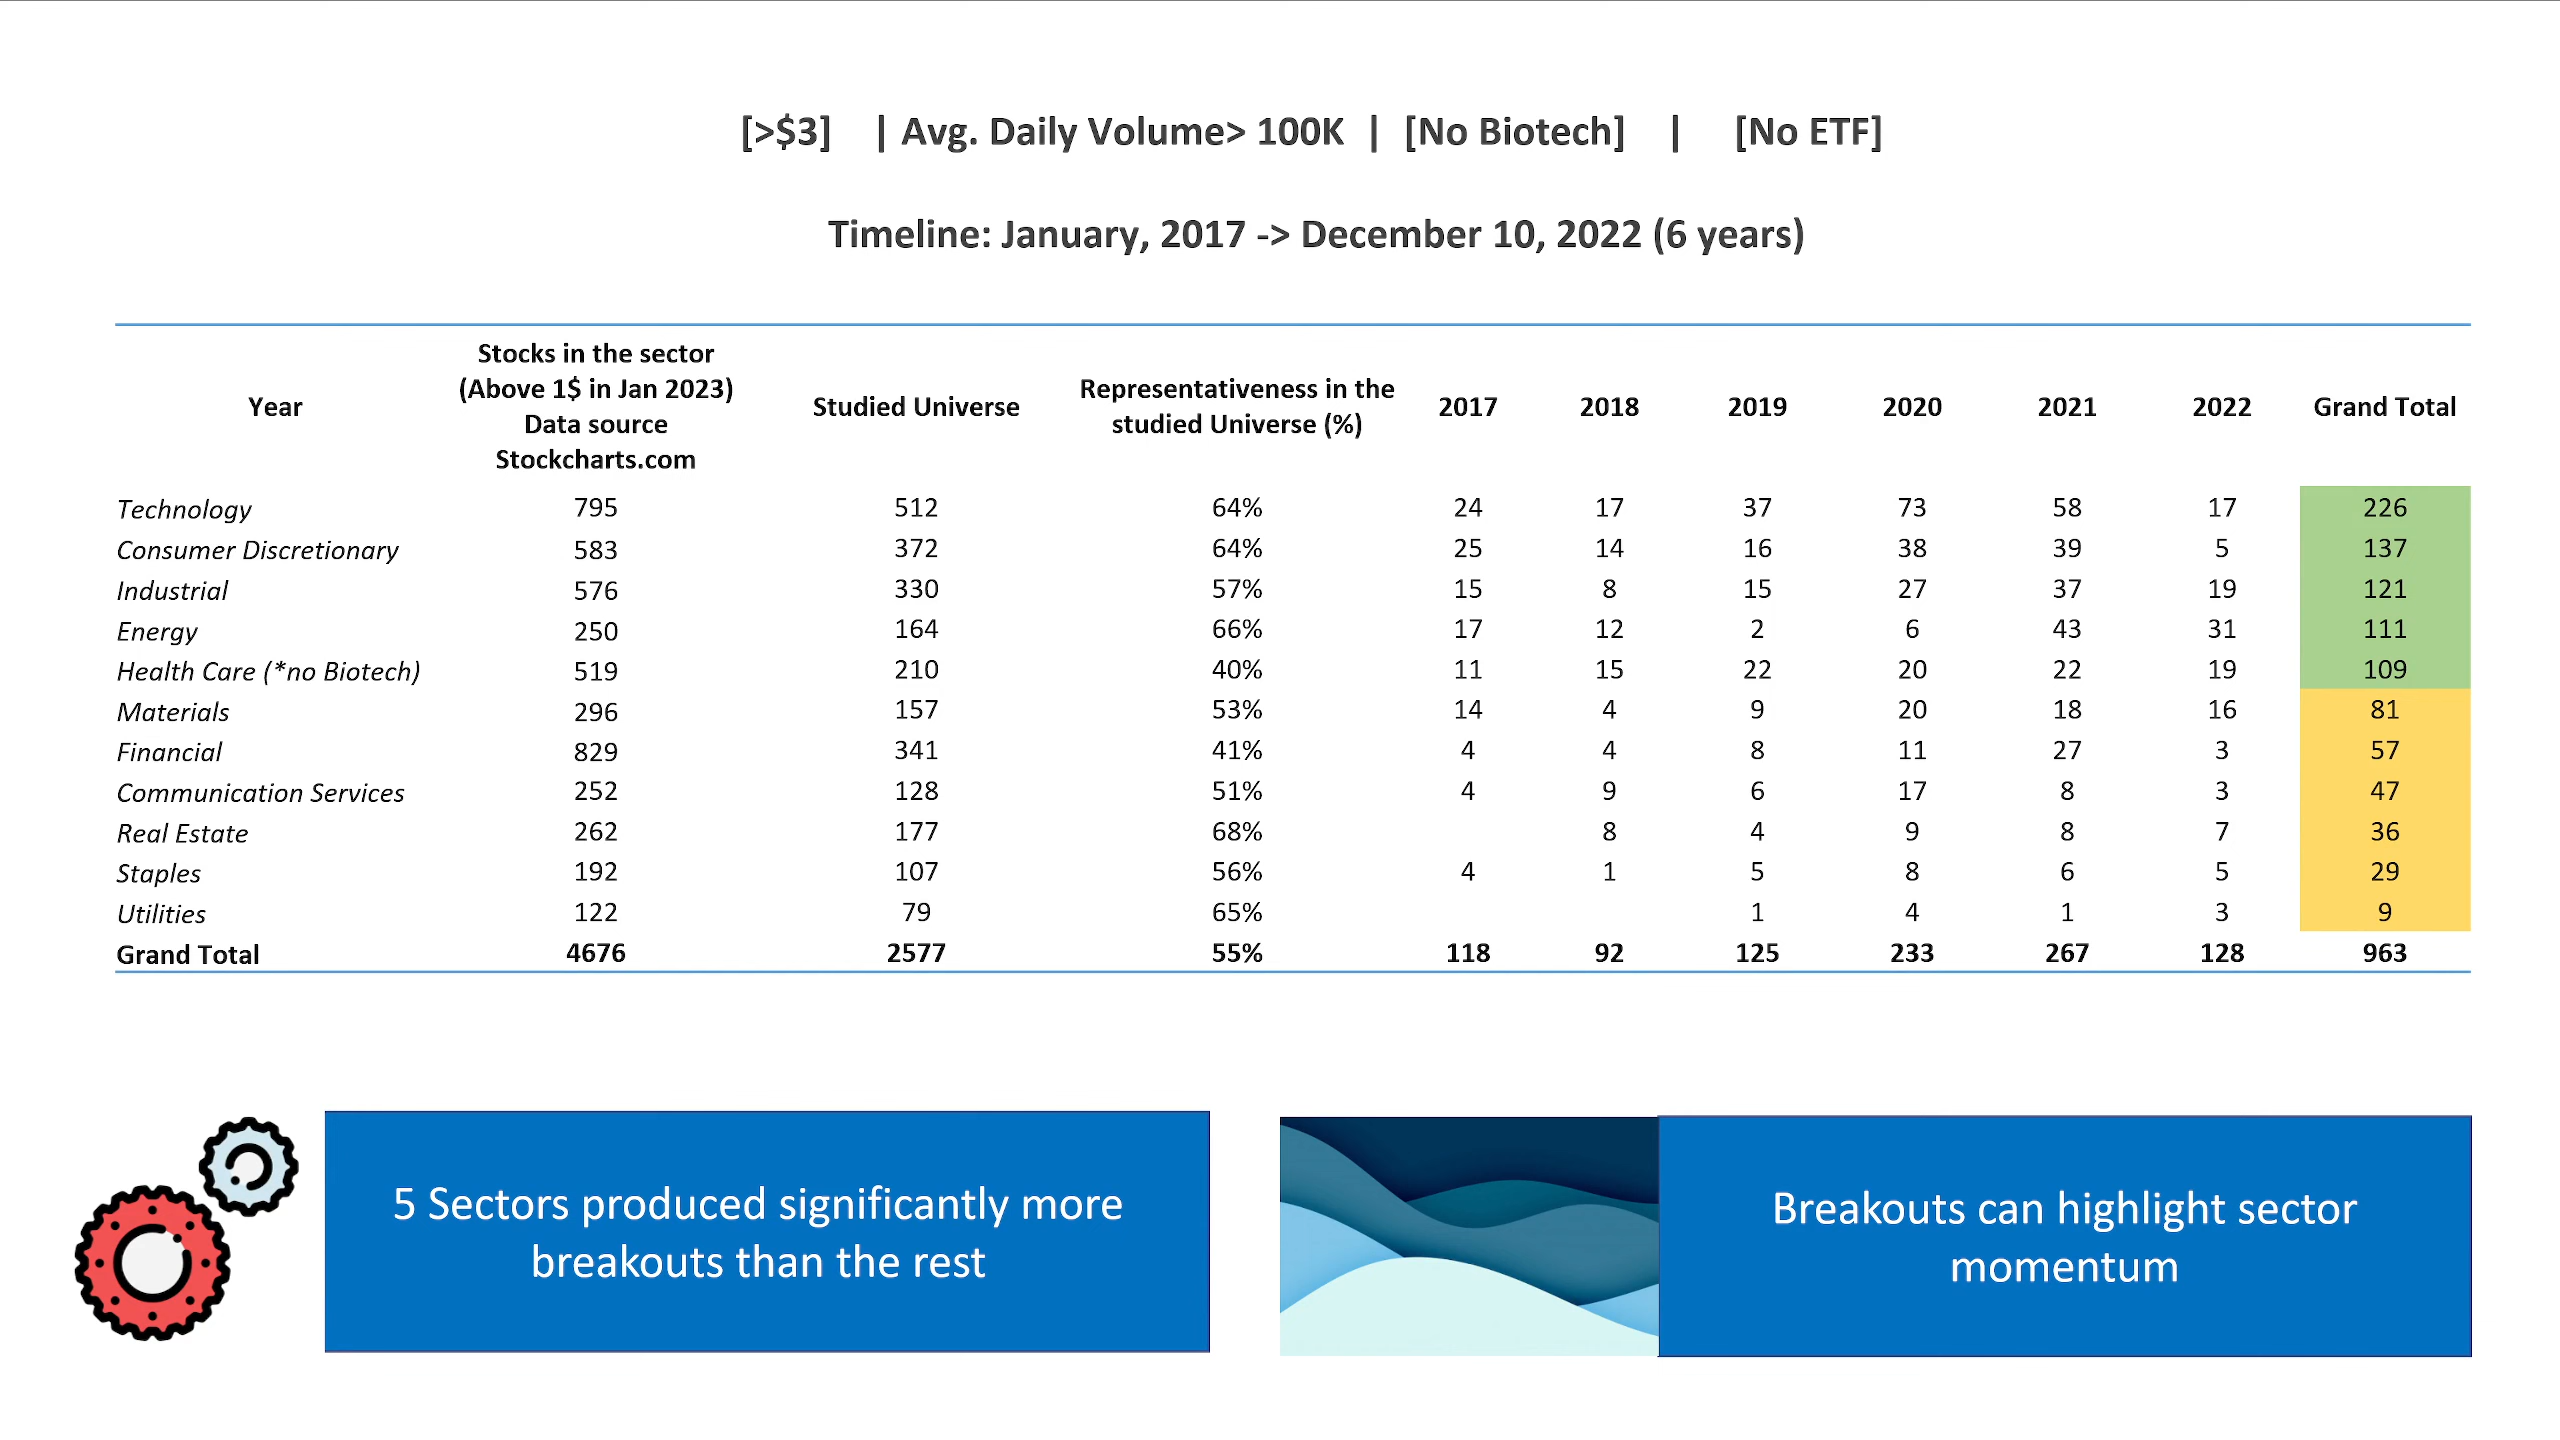 [>$3] | Avg. Daily Volume> 100K | [No Biotech] | [No ETF]
Timeline: January, 2017 -> December 10, 2022 (6 years)
Year Stocks in the sector (Above 1$ in Jan 2023) Data source Stockcharts.com Studied Universe Representativeness in the studied Universe (%) 2017 2018 2019 2020 2021 2022 Grand Total
Technology 795 512 64% 24 17 37 73 58 17 226
Consumer Discretionary 583 372 64% 25 14 16 38 39 5 137
Industrial 576 330 57% 15 8 15 27 37 19 121
Energy 250 164 66% 17 12 2 6 43 31 111
Health Care (*no Biotech) 519 210 40% 11 15 22 20 22 19 109
Materials 296 157 53% 14 4 9 20 18 16 81
Financial 829 341 41% 4 4 8 11 27 3 57
Communication Services 252 128 51% 4 9 6 17 8 3 47
Real Estate 262 177 68% 8 4 9 8 7 36
Staples 192 107 56% 4 1 5 8 6 5 29
Utilities 122 79 65% 1 4 1 3 9
Grand Total 4676 2577 55% 118 92 125 233 267 128 963
5 Sectors produced significantly more
breakouts than the rest
Breakouts can highlight sector
momentum